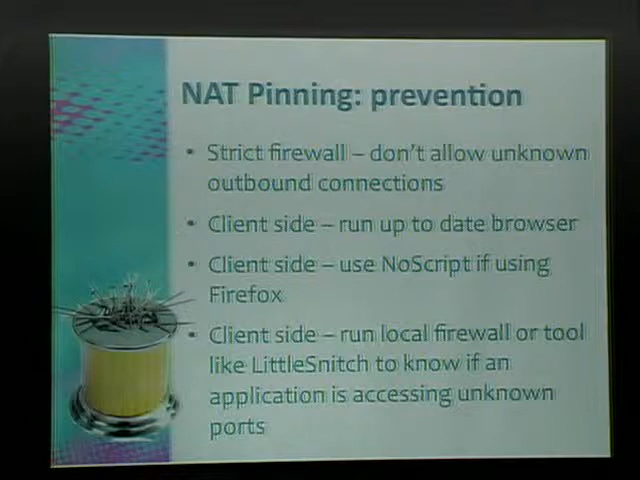 NAT Pinning: prevention
• Strict firewall – don't allow unknown
outbound connections
• Client side – run up to date browser
• Client side – use NoScript if using
Firefox
• Client side – run local firewall or tool
like LittleSnitch to know if an
application is accessing unknown
ports